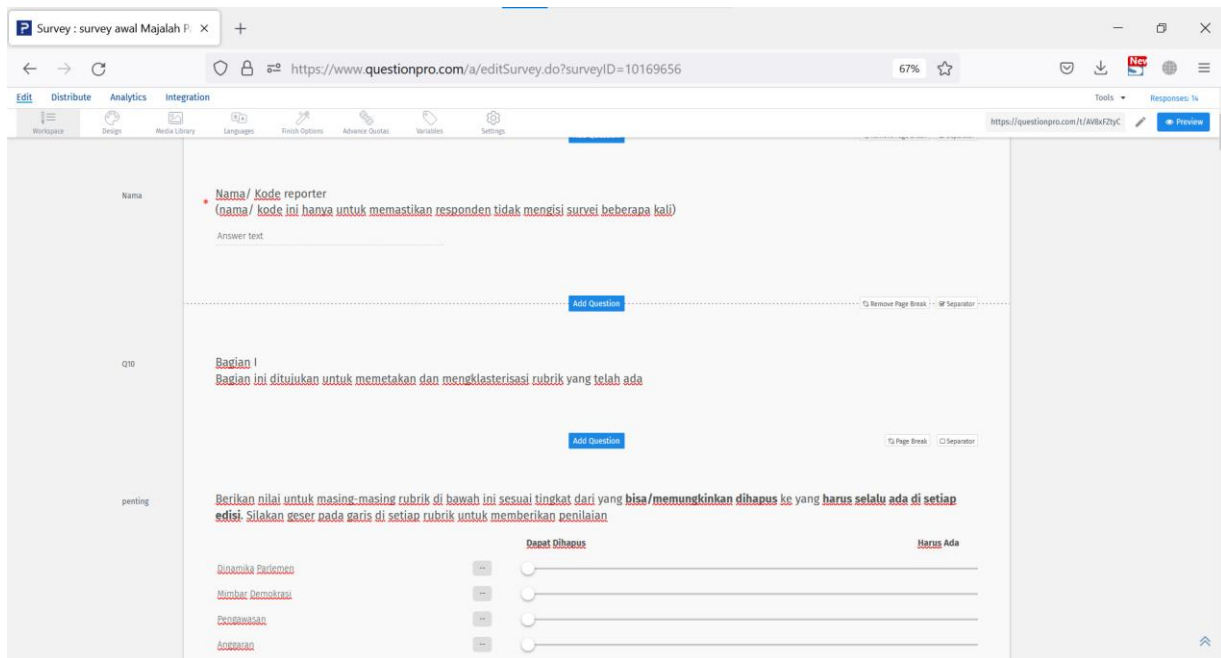 Survey : survey awal Majalah P
https://www.questionpro.com/a/editSurvey.do?surveyID=10169656
67%
New
Edit Distribute Analytics Integration
Tools
Responses: 14
Workspace Design Media Library Languages Finish Options Advance Quotas Variables Settings
https://questionpro.com/t/AVBxFZtyC
Preview
Nama
* Nama/ Kode reporter
(nama/ kode ini hanya untuk memastikan responden tidak mengisi survei beberapa kali)
Answer text
Add Question
Remove Page Break
Separator
Q10
Bagian I
Bagian ini ditujukan untuk memetakan dan mengklasterisasi rubrik yang telah ada
Add Question
Page Break
Separator
penting
Berikan nilai untuk masing-masing rubrik di bawah ini sesuai tingkat dari yang bisa/memungkinkan dihapus ke yang harus selalu ada di setiap
edisi. Silakan geser pada garis di setiap rubrik untuk memberikan penilaian
Dapat Dihapus Harus Ada
Dinamika Parlemen --
Mimbar Demokrasi --
Pengawasan --
Anggaran --